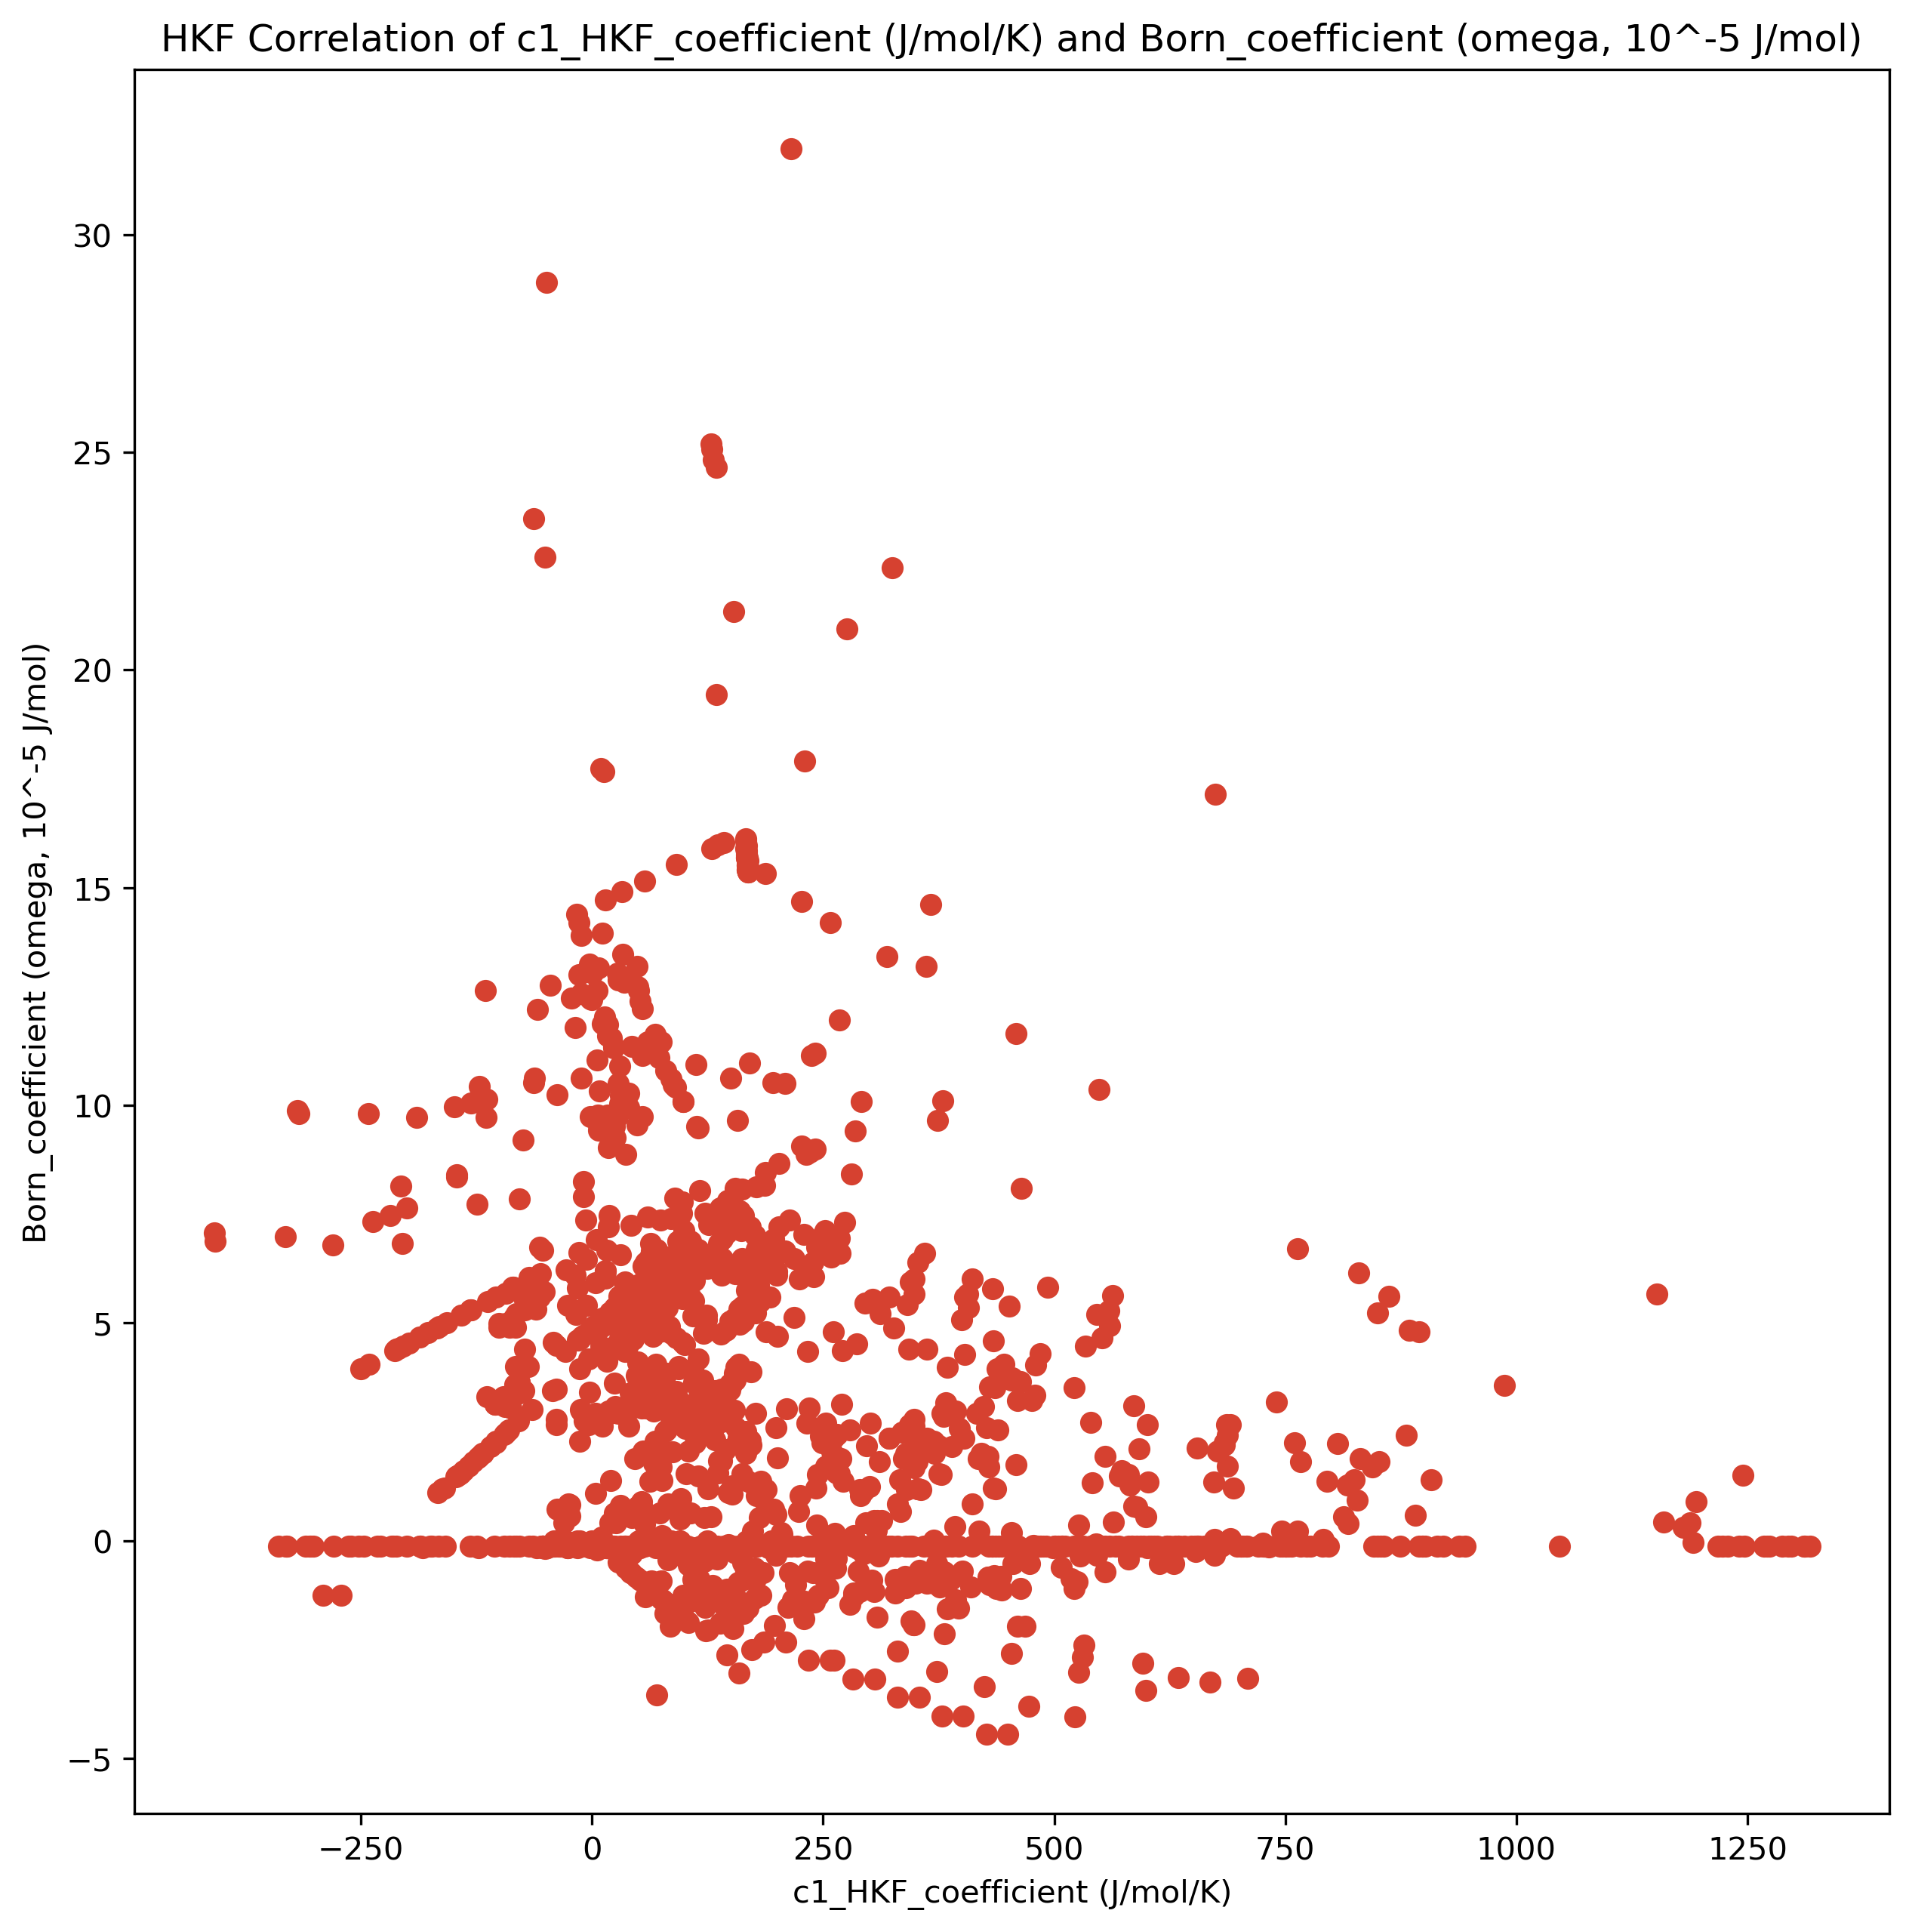 HKF Correlation of c1_HKF_coefficient (J/mol/K) and Born_coefficient (omega, 10^-5 J/mol)
Born_coefficient (omega, 10^-5 J/mol)
30
25
20
15
10
5
0
−5
−250 0 250 500 750 1000 1250
c1_HKF_coefficient (J/mol/K)